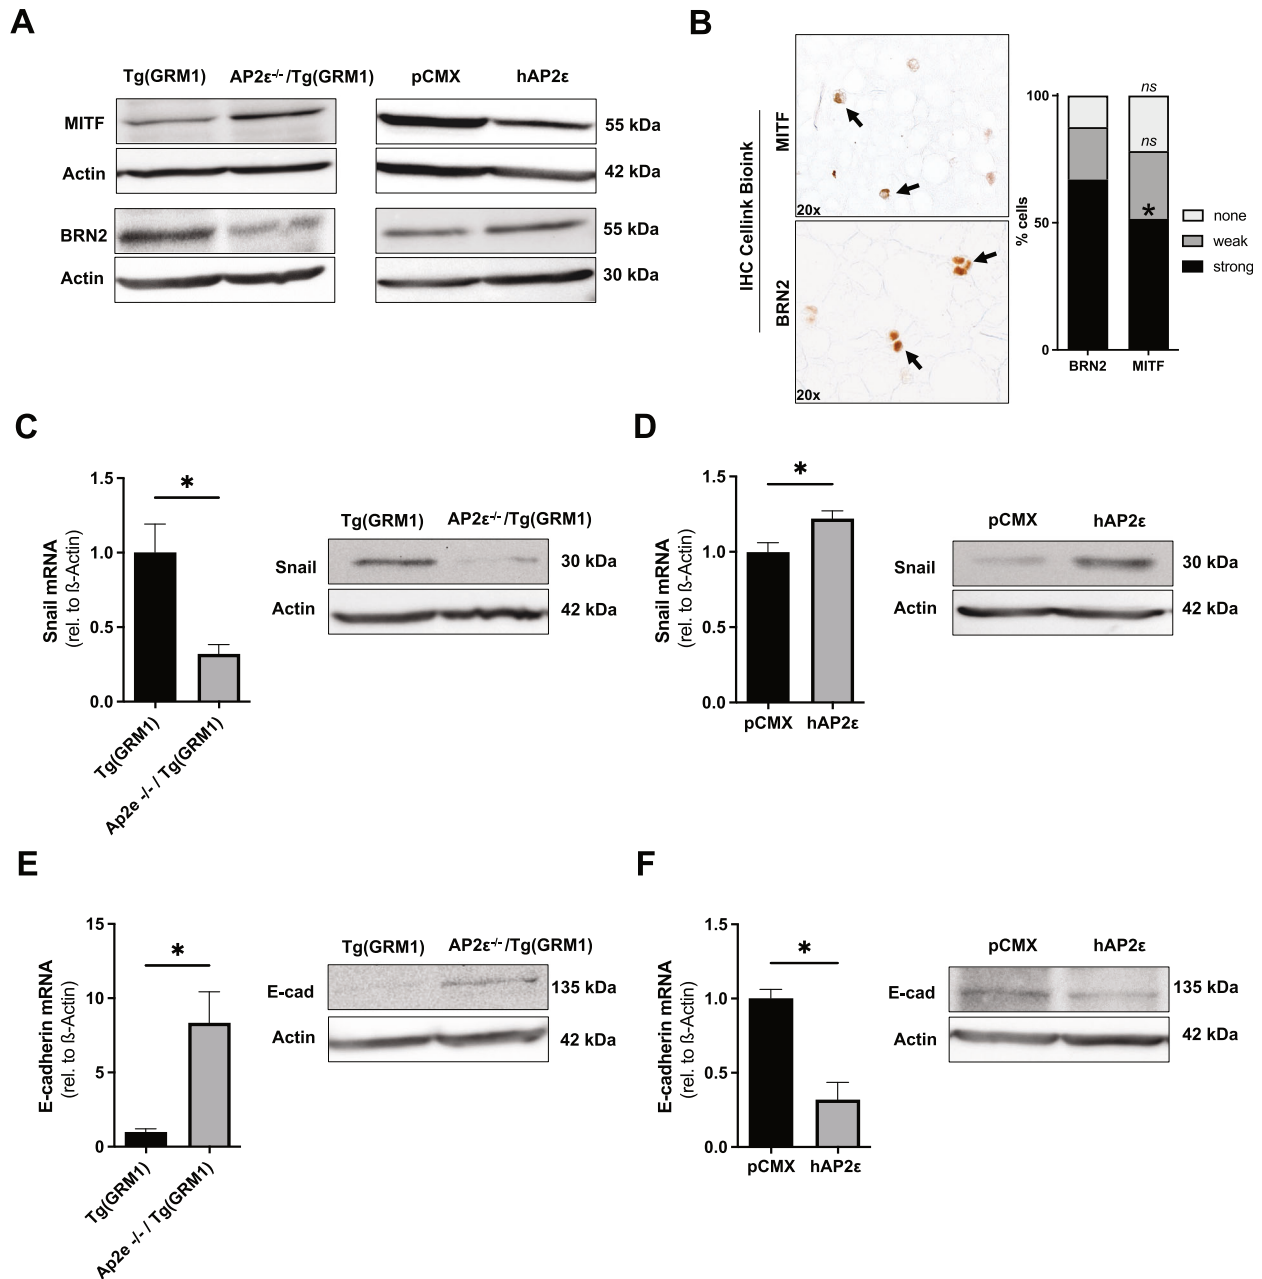 A
Tg(GRM1) AP2ε-/-/Tg(GRM1) pCMX hAP2ε
MITF 55 kDa
Actin 42 kDa
BRN2 55 kDa
Actin 30 kDa
B
IHC Cellink Bioink
MITF
20x
BRN2
20x
% cells
100
50
0
ns
ns
*
BRN2 MITF
none
weak
strong
C
Snail mRNA
(rel. to ß-Actin)
1.5
1.0
0.5
0.0
*
Tg(GRM1)
Ap2e -/- / Tg(GRM1)
Tg(GRM1) AP2ε-/-/Tg(GRM1)
Snail 30 kDa
Actin 42 kDa
D
Snail mRNA
(rel. to ß-Actin)
1.5
1.0
0.5
0.0
*
pCMX hAP2ε
pCMX hAP2ε
Snail 30 kDa
Actin 42 kDa
E
E-cadherin mRNA
(rel. to ß-Actin)
15
10
5
0
*
Tg(GRM1)
Ap2e -/- / Tg(GRM1)
Tg(GRM1) AP2ε-/-/Tg(GRM1)
E-cad 135 kDa
Actin 42 kDa
F
E-cadherin mRNA
(rel. to ß-Actin)
1.5
1.0
0.5
0.0
*
pCMX hAP2ε
pCMX hAP2ε
E-cad 135 kDa
Actin 42 kDa